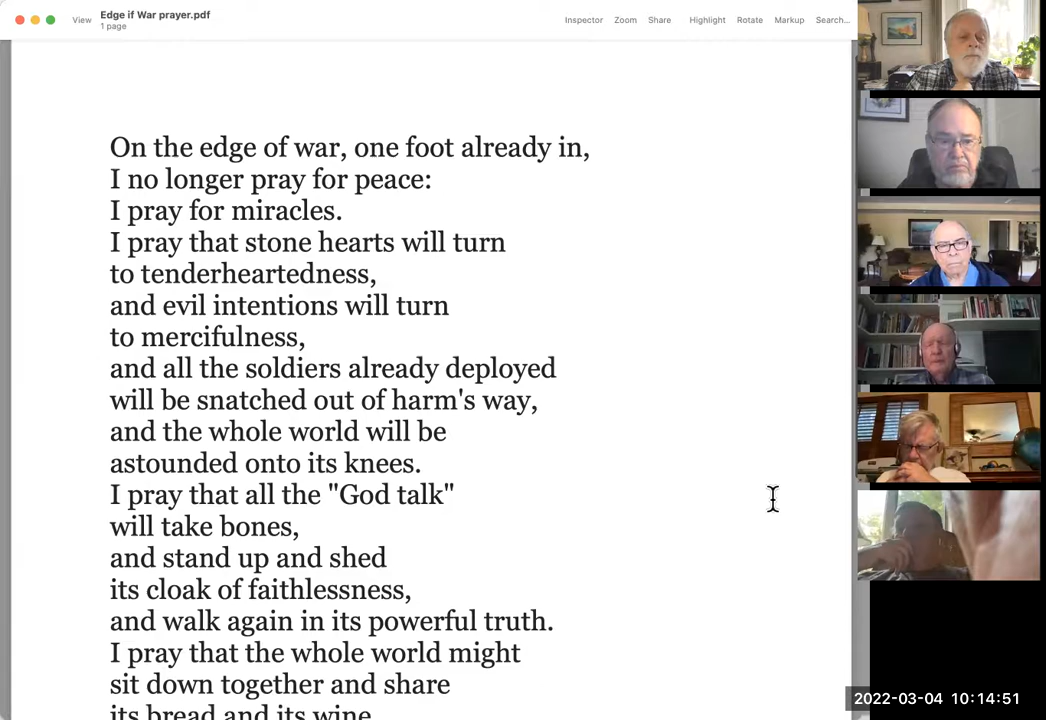 View
Edge if War prayer.pdf
1 page
Inspector
Zoom
Share
Highlight
Rotate
Markup
Search...
On the edge of war, one foot already in,
I no longer pray for peace:
I pray for miracles.
I pray that stone hearts will turn
to tenderheartedness,
and evil intentions will turn
to mercifulness,
and all the soldiers already deployed
will be snatched out of harm's way,
and the whole world will be
astounded onto its knees.
I pray that all the "God talk"
will take bones,
and stand up and shed
its cloak of faithlessness,
and walk again in its powerful truth.
I pray that the whole world might
sit down together and share
its bread and its wine.
2022-03-04 10:14:51